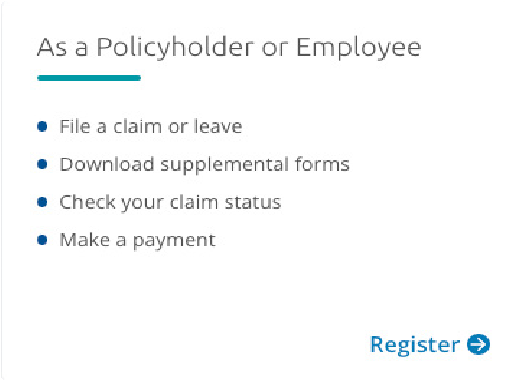 As a Policyholder or Employee
File a claim or leave
Download supplemental forms
Check your claim status
Make a payment
Register